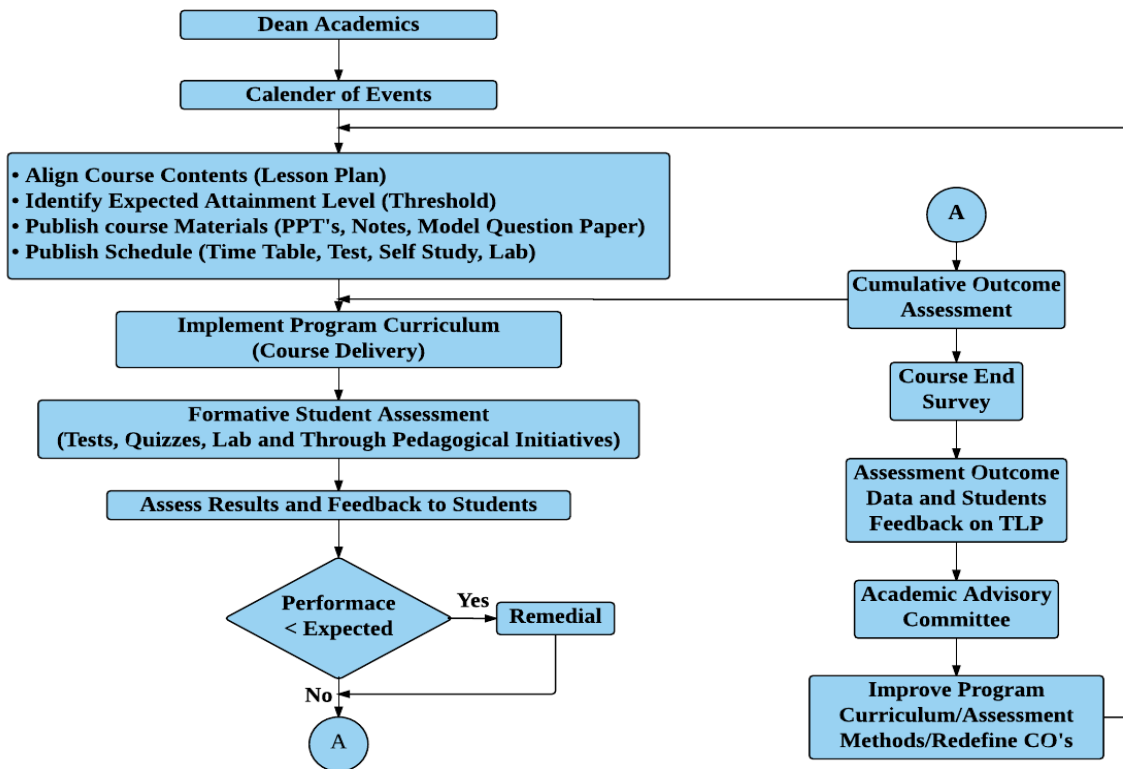 Dean Academics
Calender of Events
• Align Course Contents (Lesson Plan)
• Identify Expected Attainment Level (Threshold)
• Publish course Materials (PPT's, Notes, Model Question Paper)
• Publish Schedule (Time Table, Test, Self Study, Lab)
Implement Program Curriculum
(Course Delivery)
Formative Student Assessment
(Tests, Quizzes, Lab and Through Pedagogical Initiatives)
Assess Results and Feedback to Students
Performace
< Expected
Yes
Remedial
No
A
A
Cumulative Outcome
Assessment
Course End
Survey
Assessment Outcome
Data and Students
Feedback on TLP
Academic Advisory
Committee
Improve Program
Curriculum/Assessment
Methods/Redefine CO's